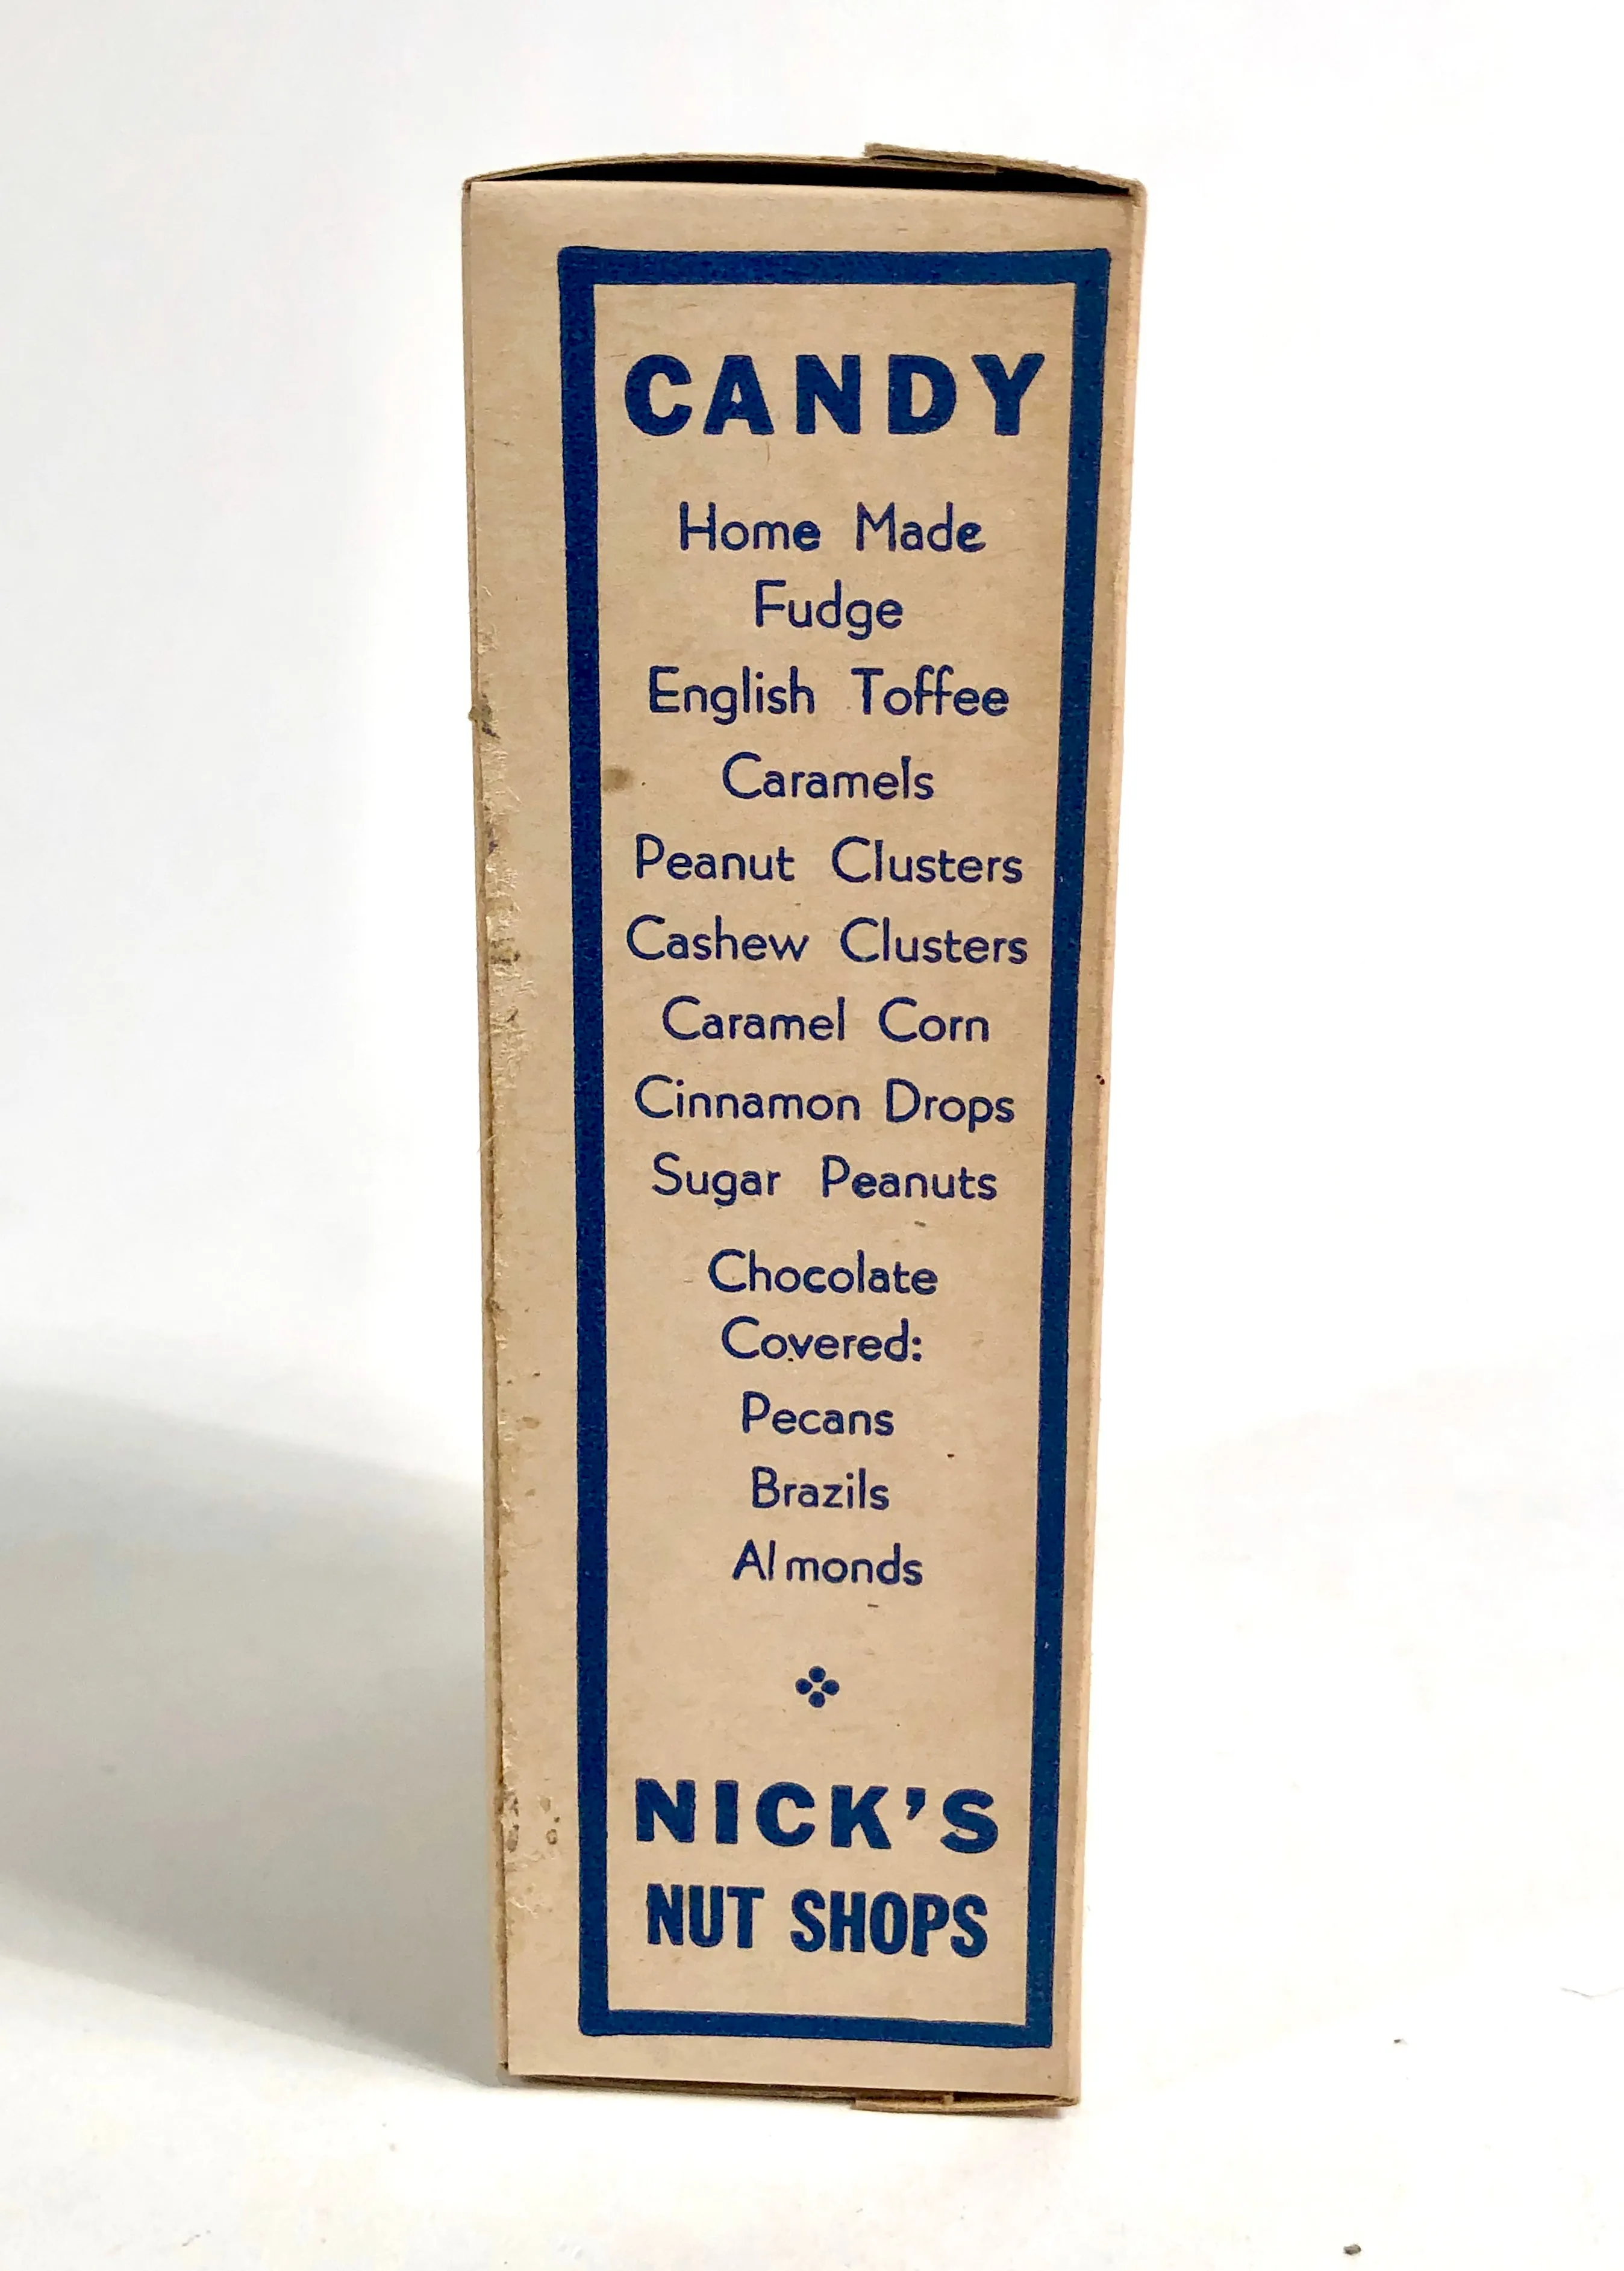 CANDY
Home Made
Fudge
English Toffee
Caramels
Peanut Clusters
Cashew Clusters
Caramel Corn
Cinnamon Drops
Sugar Peanuts
Chocolate
Covered:
Pecans
Brazils
Almonds
NICK'S
NUT SHOPS